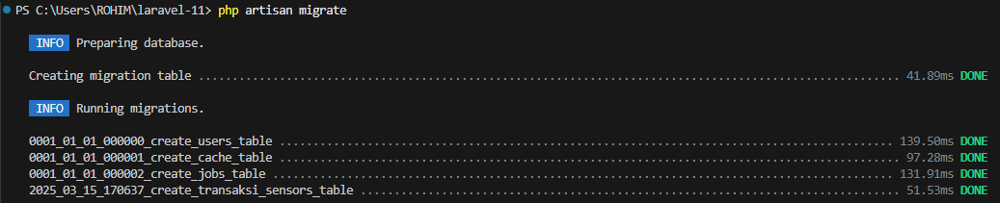 PS C:\Users\ROHIM\laravel-11> php artisan migrate
INFO Preparing database.
Creating migration table ........................................................................................................ 41.89ms DONE
INFO Running migrations.
0001_01_01_000000_create_users_table ........................................................................................... 139.50ms DONE
0001_01_01_000001_create_cache_table ............................................................................................ 97.28ms DONE
0001_01_01_000002_create_jobs_table ............................................................................................ 131.91ms DONE
2025_03_15_170637_create_transaksi_sensors_table ................................................................................ 51.53ms DONE